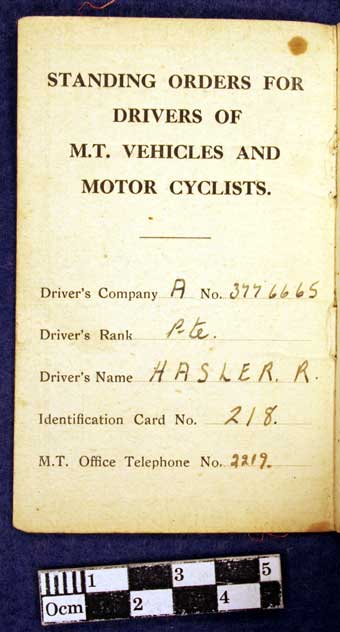 STANDING ORDERS FOR
DRIVERS OF
M.T. VEHICLES AND
MOTOR CYCLISTS.
Driver's Company A No. 3776665
Driver's Rank Pte.
Driver's Name HASLER. R.
Identification Card No. 218.
M.T. Office Telephone No. 2219.
1 3 5
0cm 2 4